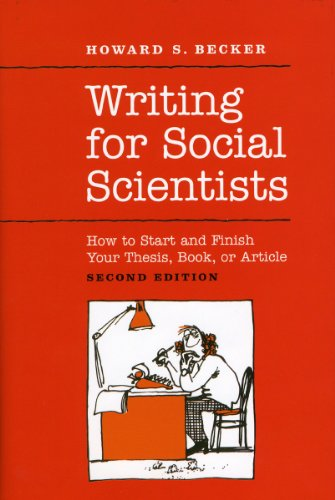 HOWARD S. BECKER
Writing
for Social
Scientists
How to Start and Finish
Your Thesis, Book, or Article
SECOND EDITION